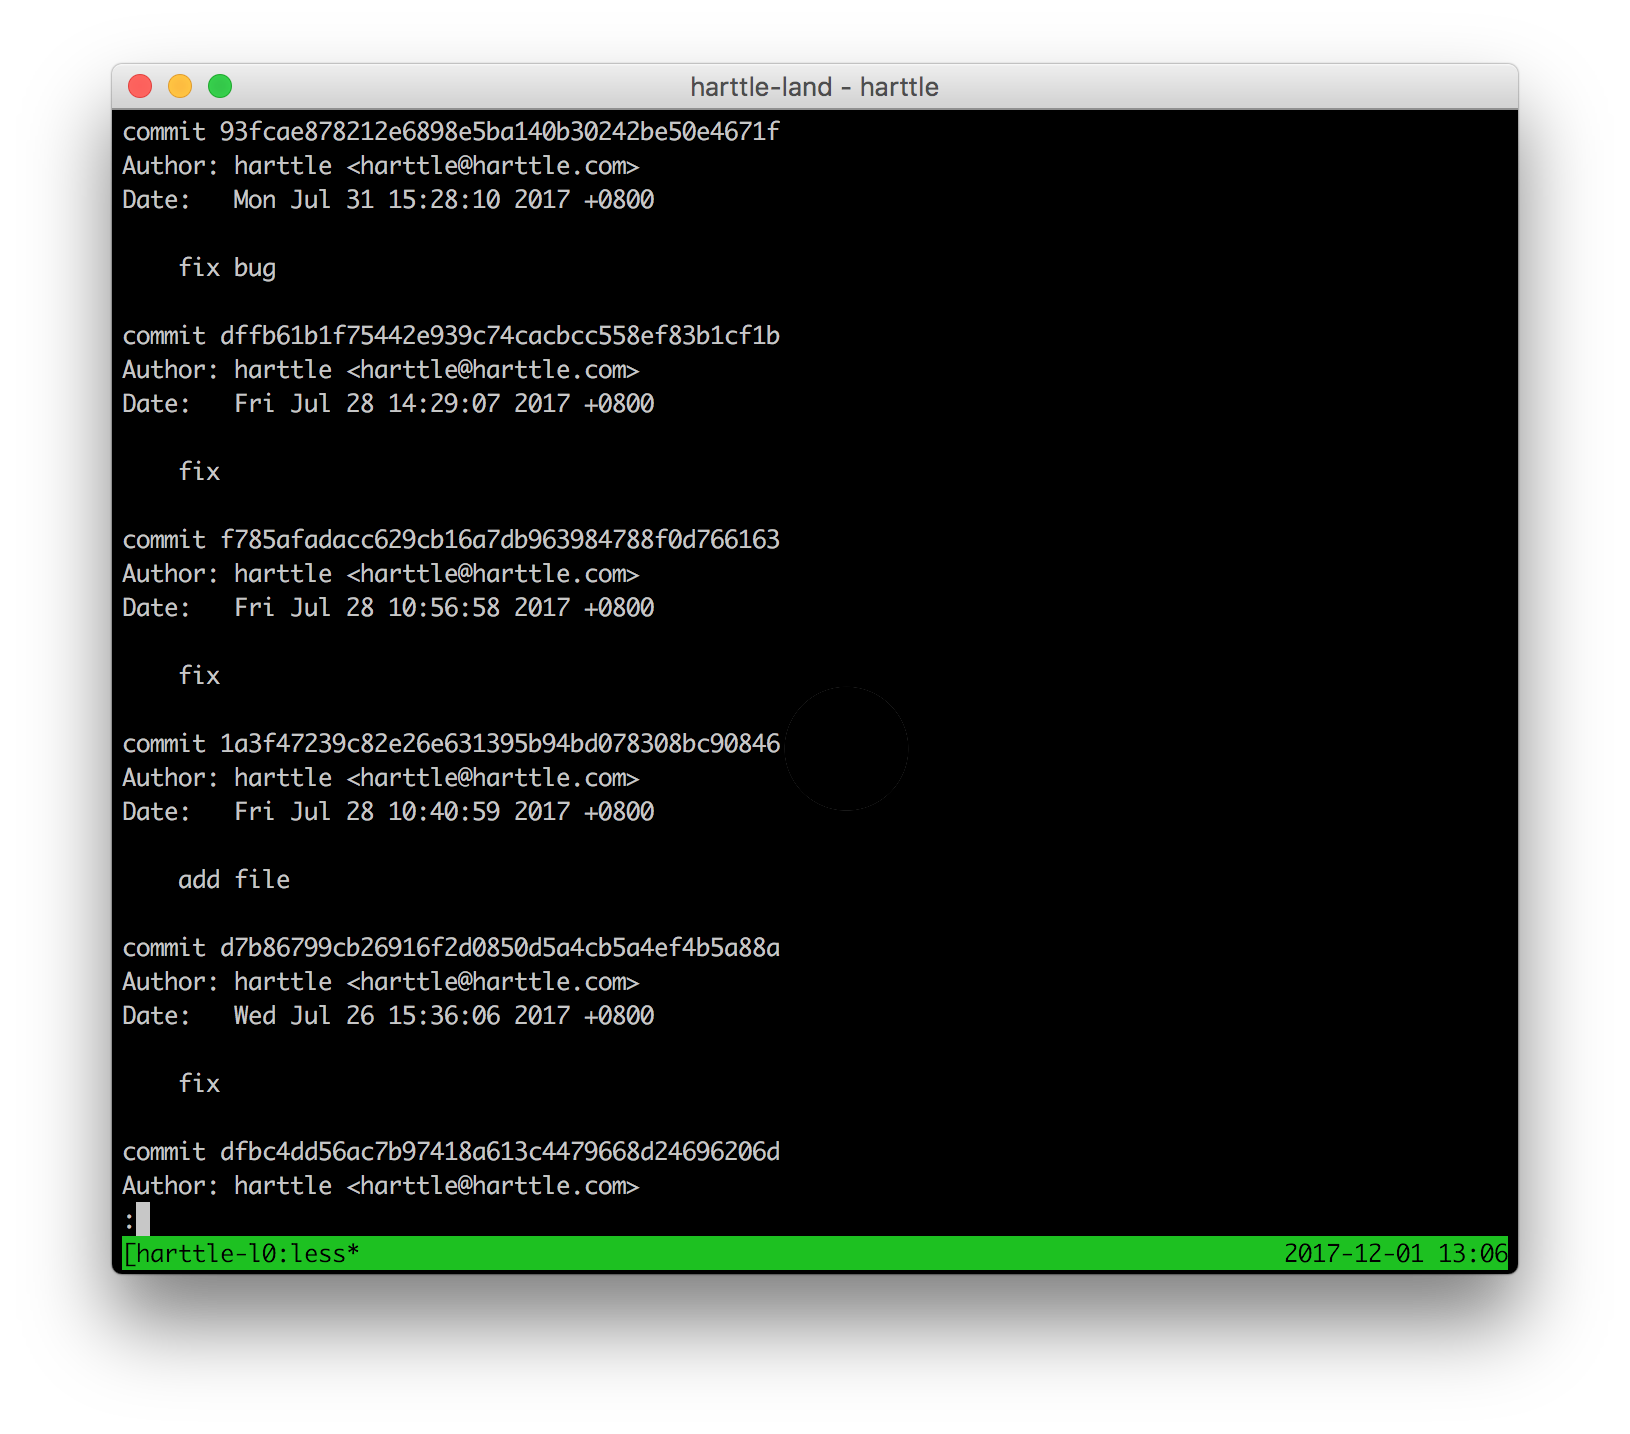 harttle-land - harttle
commit 93fcae878212e6898e5ba140b30242be50e4671f
Author: harttle <harttle@harttle.com>
Date:   Mon Jul 31 15:28:10 2017 +0800
    fix bug
commit dffb61b1f75442e939c74cacbcc558ef83b1cf1b
Author: harttle <harttle@harttle.com>
Date:   Fri Jul 28 14:29:07 2017 +0800
    fix
commit f785afadacc629cb16a7db963984788f0d766163
Author: harttle <harttle@harttle.com>
Date:   Fri Jul 28 10:56:58 2017 +0800
    fix
commit 1a3f47239c82e26e631395b94bd078308bc90846
Author: harttle <harttle@harttle.com>
Date:   Fri Jul 28 10:40:59 2017 +0800
    add file
commit d7b86799cb26916f2d0850d5a4cb5a4ef4b5a88a
Author: harttle <harttle@harttle.com>
Date:   Wed Jul 26 15:36:06 2017 +0800
    fix
commit dfbc4dd56ac7b97418a613c4479668d24696206d
Author: harttle <harttle@harttle.com>
:
[harttle-l0:less* 2017-12-01 13:06